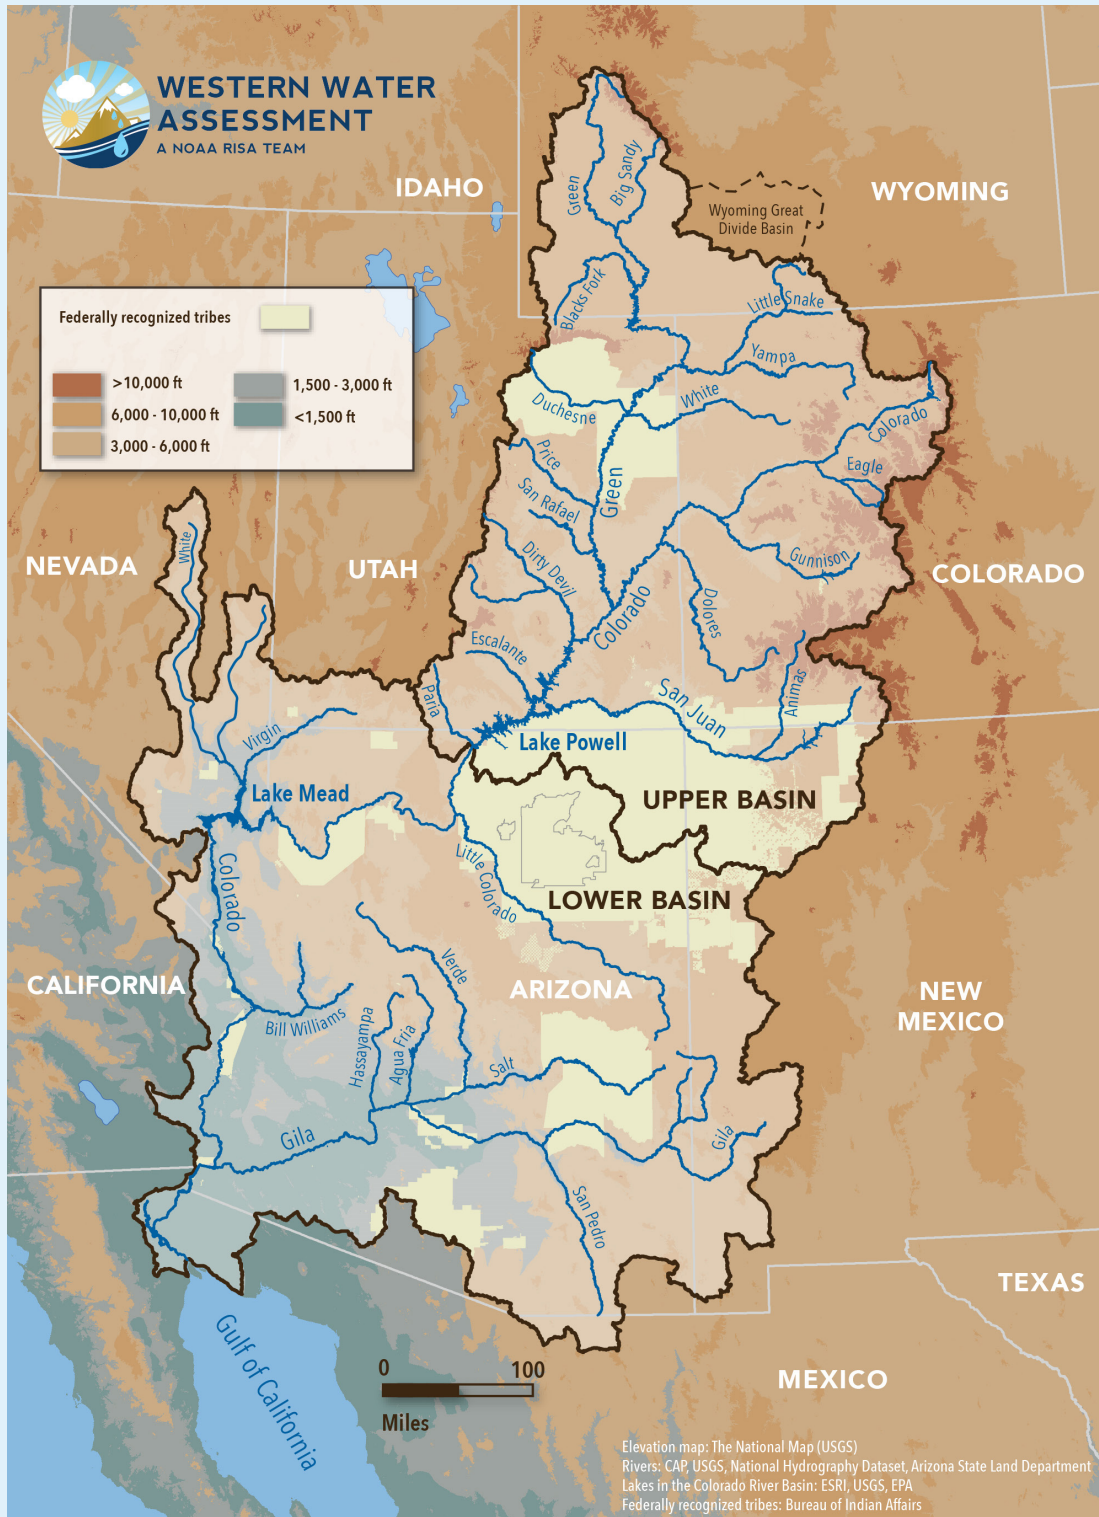 WESTERN WATER
ASSESSMENT
A NOAA RISA TEAM
IDAHO
WYOMING
Green
Big Sandy
Wyoming Great
Divide Basin
Blacks Fork
Little Snake
Federally recognized tribes
>10,000 ft
1,500 - 3,000 ft
6,000 - 10,000 ft
<1,500 ft
3,000 - 6,000 ft
Yampa
White
Duchesne
Colorado
Eagle
Price
Green
San Rafael
White
NEVADA
UTAH
Dirty Devil
Gunnison
COLORADO
Colorado
Dolores
Escalante
Paria
San Juan
Animas
Virgin
Lake Powell
Lake Mead
UPPER BASIN
Little Colorado
Colorado
LOWER BASIN
Verde
CALIFORNIA
ARIZONA
NEW
MEXICO
Bill Williams
Hassayampa
Agua Fria
Salt
Gila
Gila
San Pedro
TEXAS
Gulf of California
0 100
Miles
MEXICO
Elevation map: The National Map (USGS)
Rivers: CAP, USGS, National Hydrography Dataset, Arizona State Land Department
Lakes in the Colorado River Basin: ESRI, USGS, EPA
Federally recognized tribes: Bureau of Indian Affairs